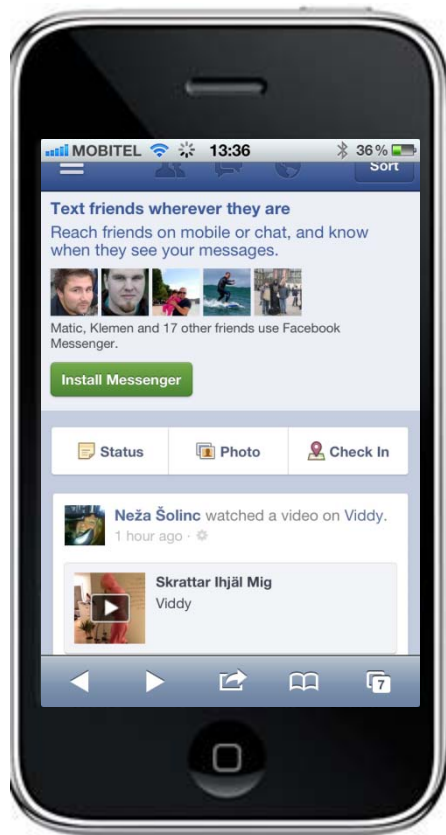 MOBITEL 13:36 36%
Sort
Text friends wherever they are
Reach friends on mobile or chat, and know
when they see your messages.
Matic, Klemen and 17 other friends use Facebook
Messenger.
Install Messenger
Status Photo Check In
Neža Šolinc watched a video on Viddy.
1 hour ago ·
Skrattar Ihjäl Mig
Viddy
7